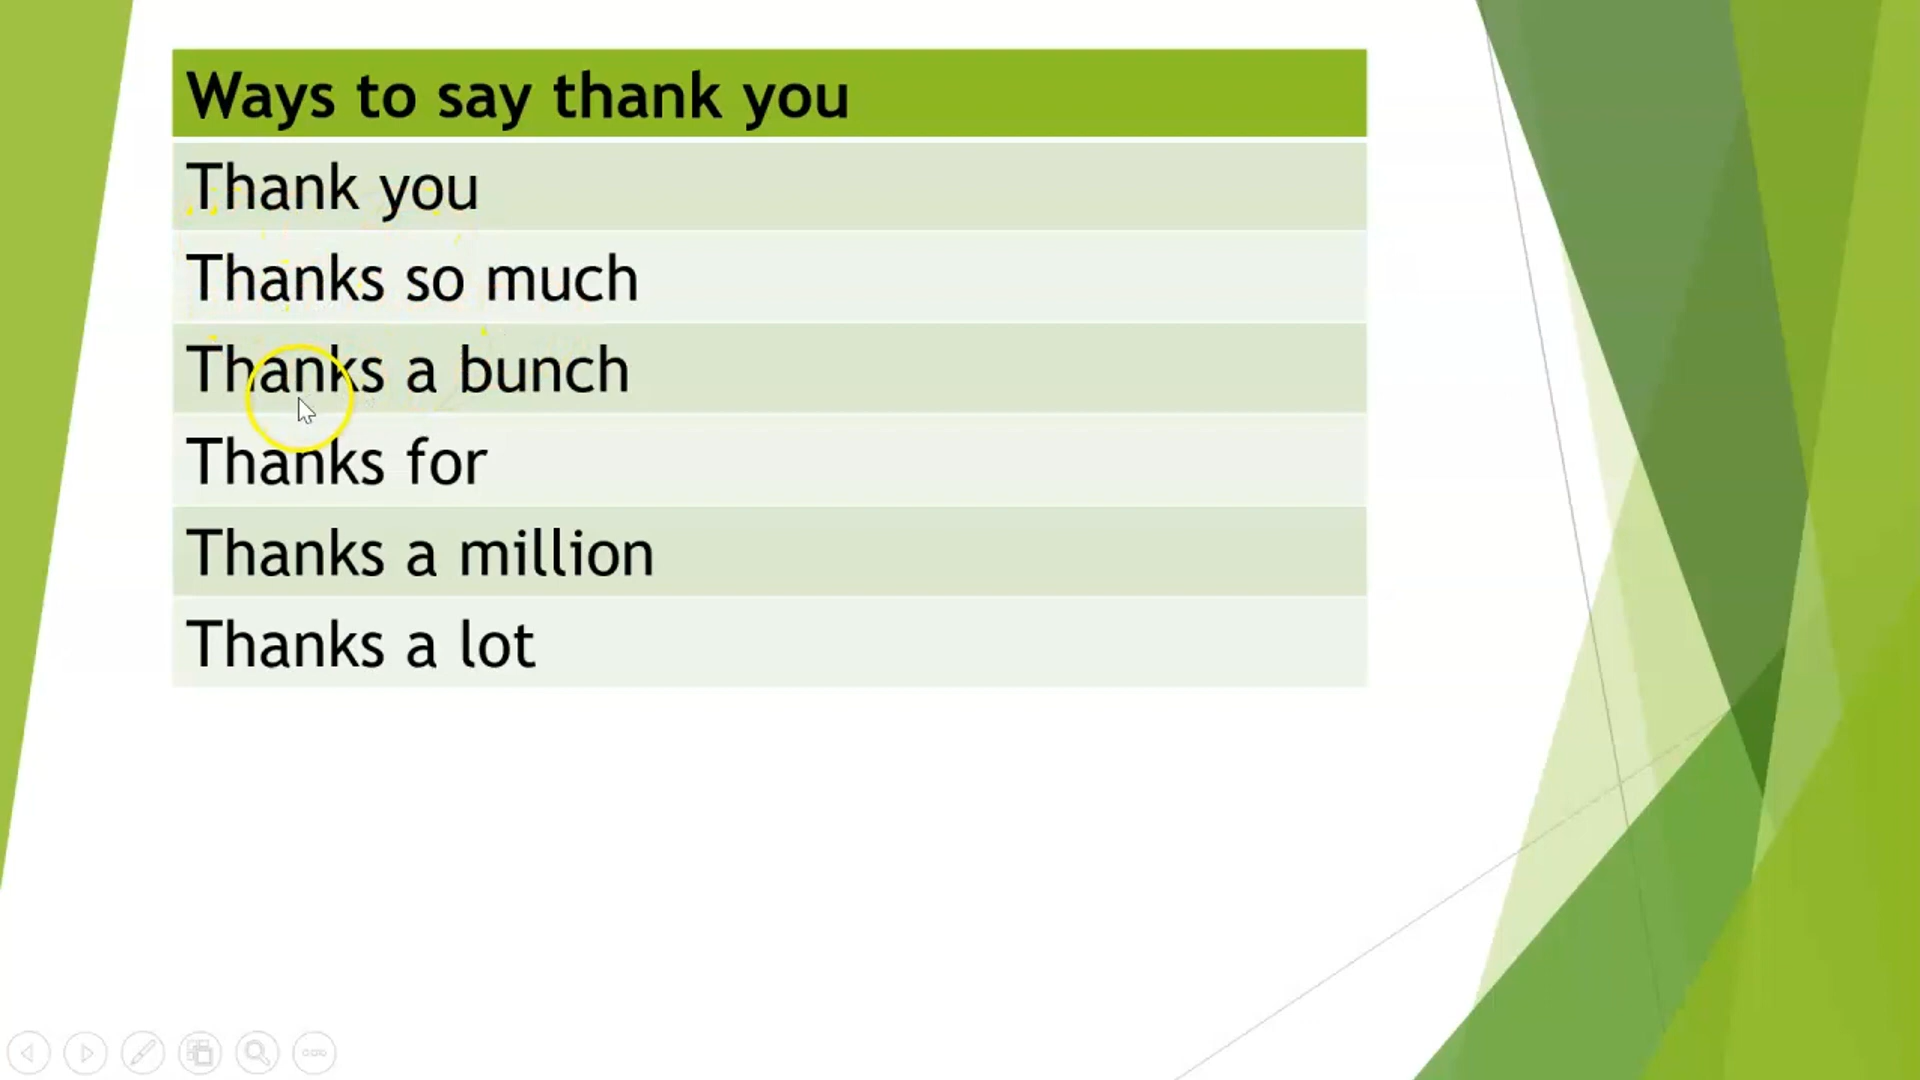 Ways to say thank you
Thank you
Thanks so much
Thanks a bunch
Thanks for
Thanks a million
Thanks a lot